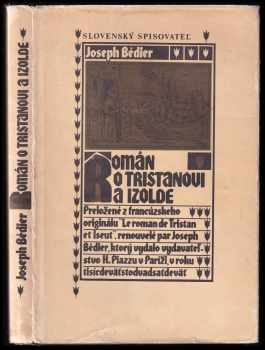 SLOVENSKÝ SPISOVATEĽ
Joseph Bédier
Román
o TRISTANOVI
a IZOLDE
Preložené z francúzskeho
originálu "Le roman de Tristan
et Iseut", renouvelé par Joseph
Bédier, ktorý vydalo vydavateľ-
stvo H. Piazzu v Paríži, v roku
tisícdeväťstodvadsaťdeväť
Joseph Bédier Román o TRISTANOVI a IZOLDE